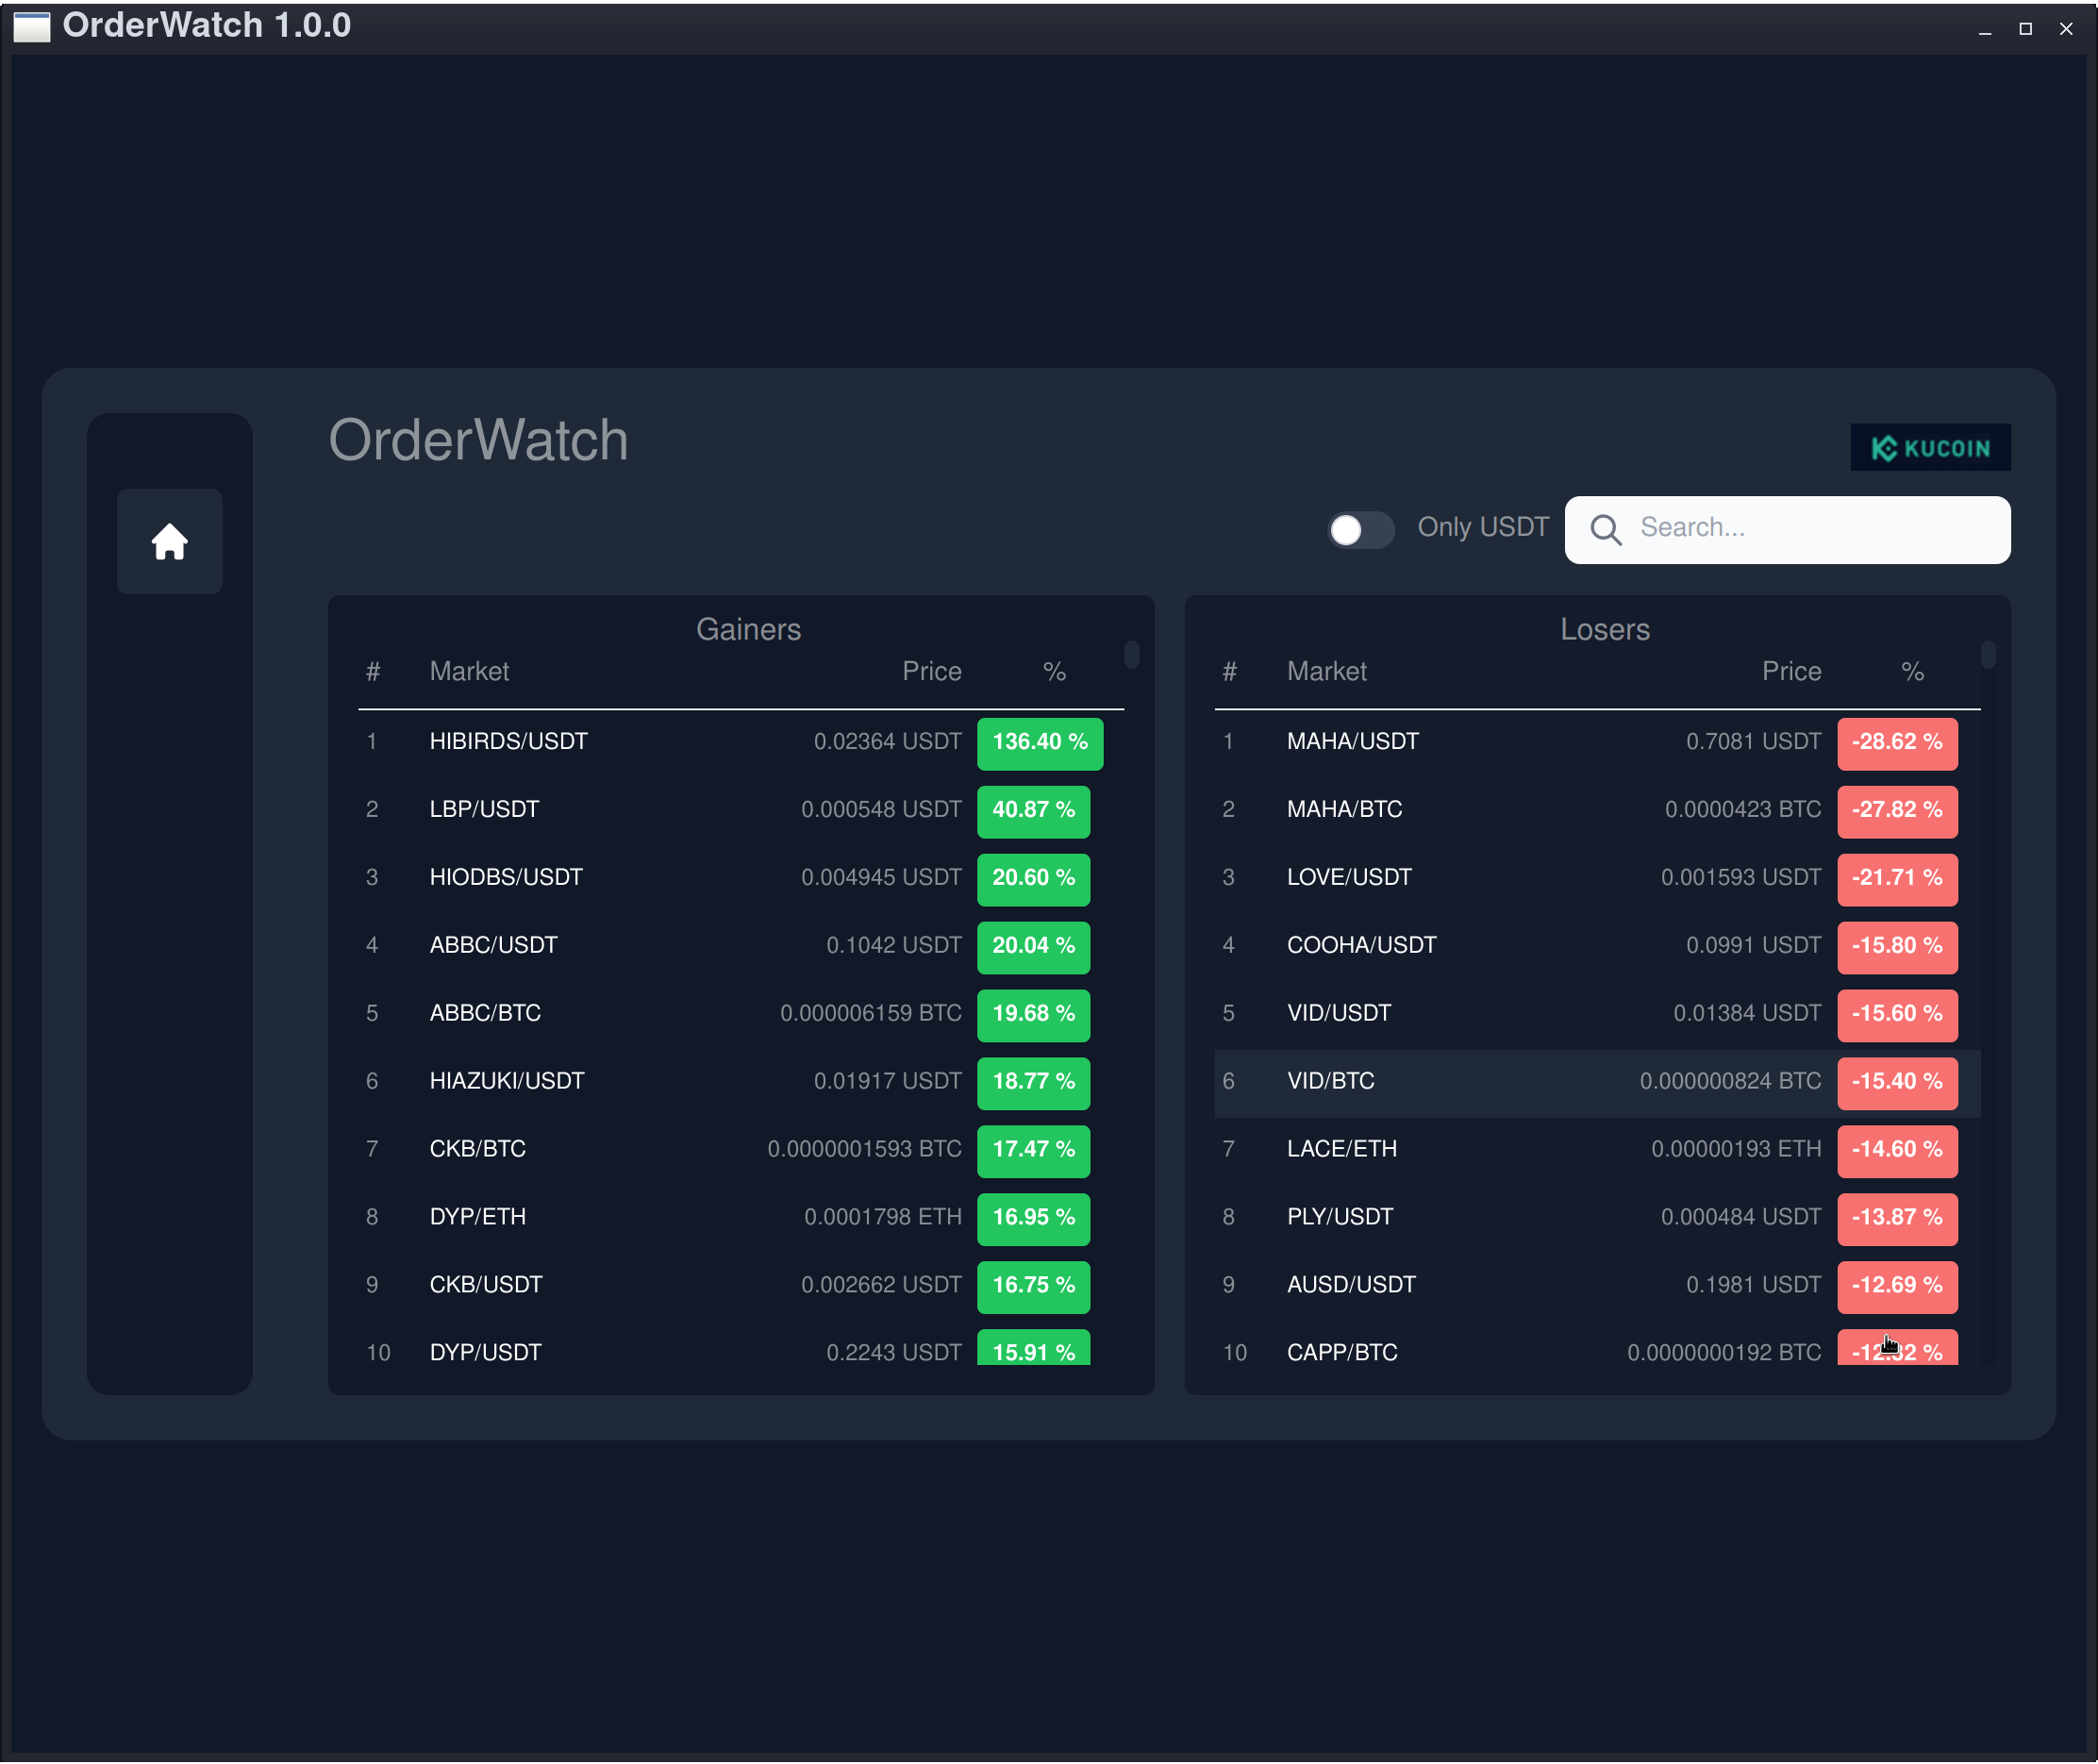 OrderWatch 1.0.0
OrderWatch
KUCOIN
Only USDT
Search...
Gainers
# Market Price %
1 HIBIRDS/USDT 0.02364 USDT 136.40 %
2 LBP/USDT 0.000548 USDT 40.87 %
3 HIODBS/USDT 0.004945 USDT 20.60 %
4 ABBC/USDT 0.1042 USDT 20.04 %
5 ABBC/BTC 0.000006159 BTC 19.68 %
6 HIAZUKI/USDT 0.01917 USDT 18.77 %
7 CKB/BTC 0.0000001593 BTC 17.47 %
8 DYP/ETH 0.0001798 ETH 16.95 %
9 CKB/USDT 0.002662 USDT 16.75 %
10 DYP/USDT 0.2243 USDT 15.91 %
Losers
# Market Price %
1 MAHA/USDT 0.7081 USDT -28.62 %
2 MAHA/BTC 0.0000423 BTC -27.82 %
3 LOVE/USDT 0.001593 USDT -21.71 %
4 COOHA/USDT 0.0991 USDT -15.80 %
5 VID/USDT 0.01384 USDT -15.60 %
6 VID/BTC 0.000000824 BTC -15.40 %
7 LACE/ETH 0.00000193 ETH -14.60 %
8 PLY/USDT 0.000484 USDT -13.87 %
9 AUSD/USDT 0.1981 USDT -12.69 %
10 CAPP/BTC 0.0000000192 BTC